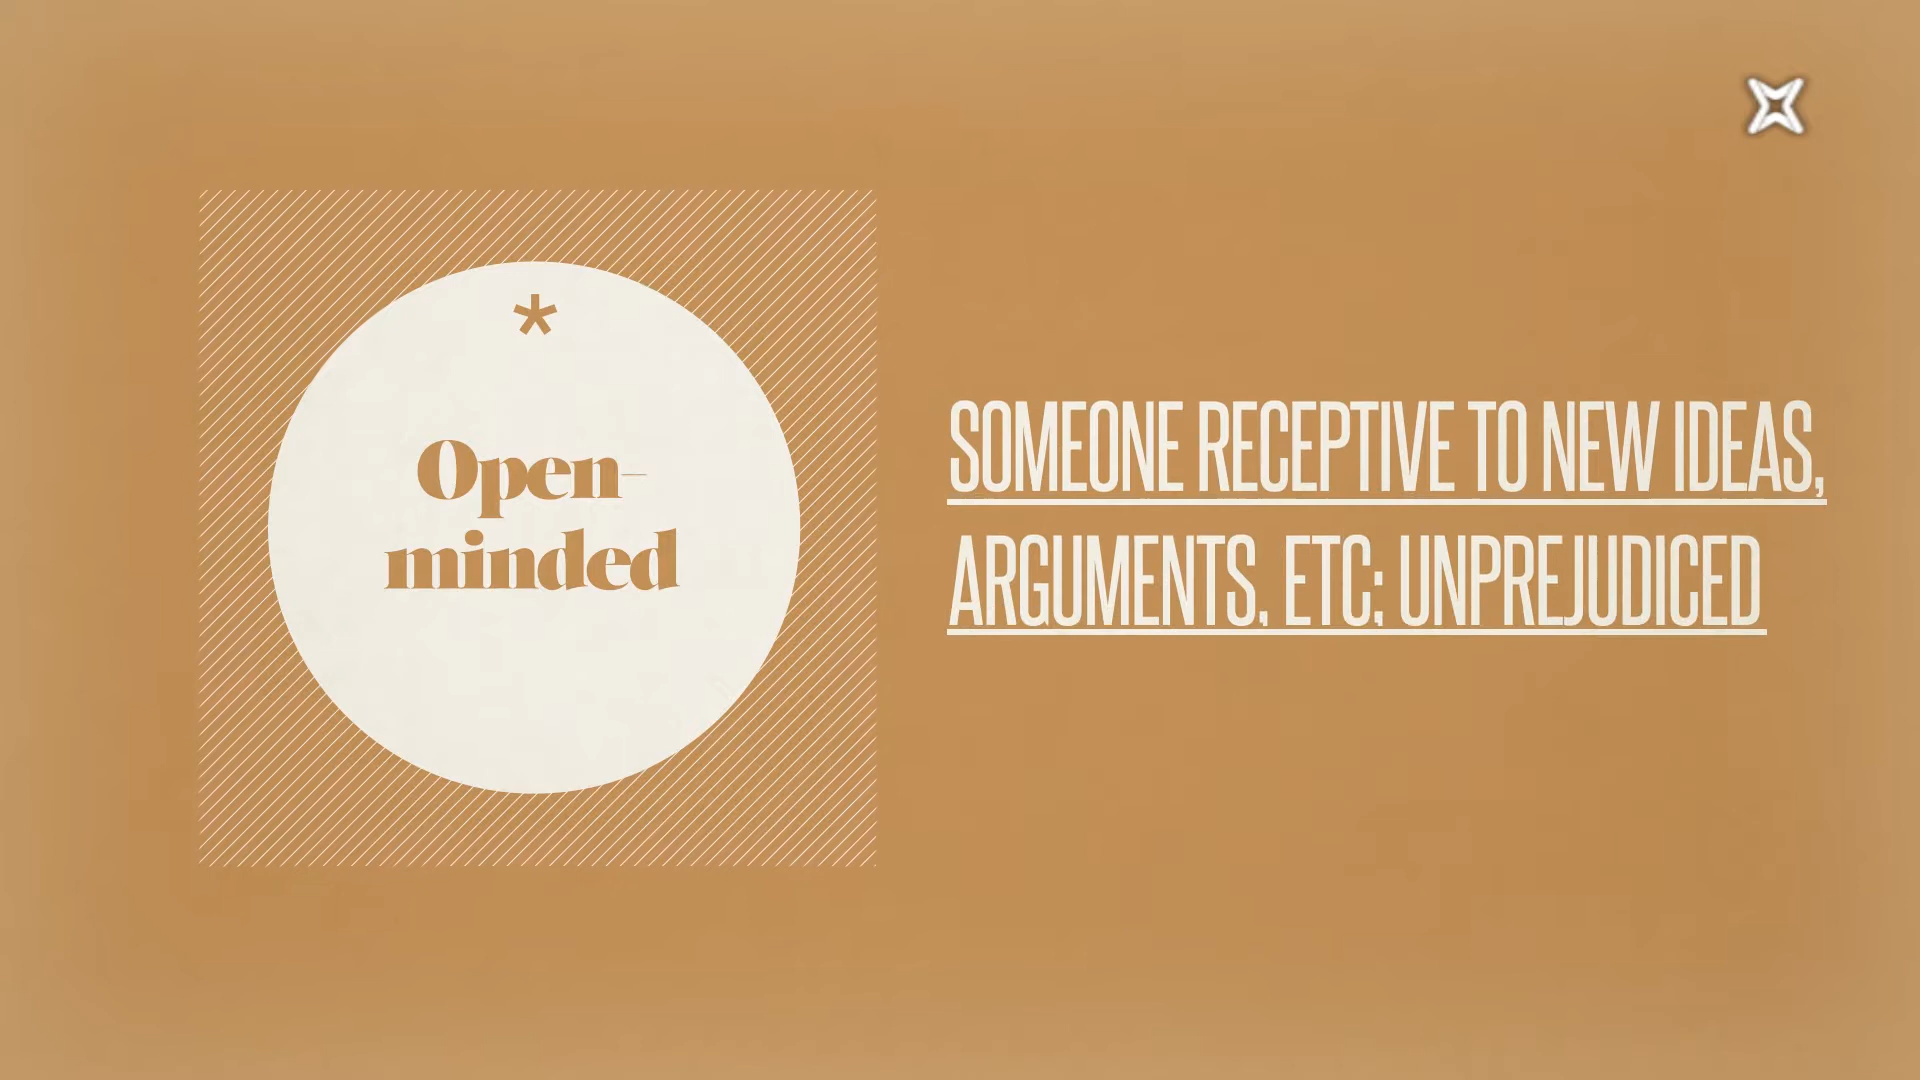 *
Open-
minded
SOMEONE RECEPTIVE TO NEW IDEAS,
ARGUMENTS, ETC; UNPREJUDICED